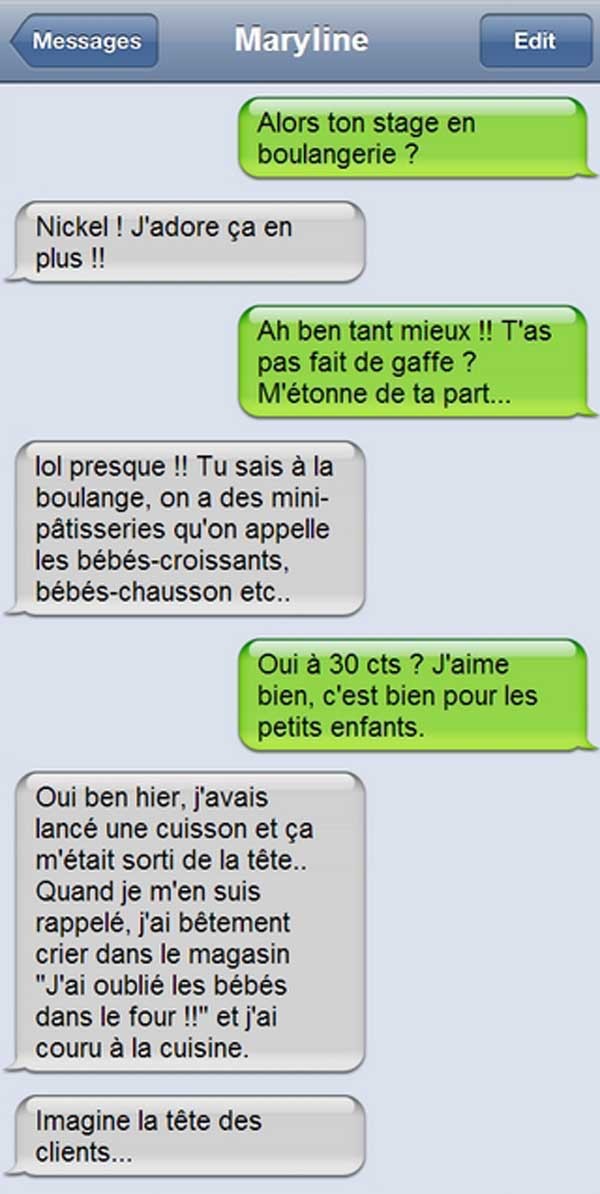 Messages
Maryline
Edit
Alors ton stage en
boulangerie ?
Nickel ! J'adore ça en
plus !!
Ah ben tant mieux !! T'as
pas fait de gaffe ?
M'étonne de ta part...
lol presque !! Tu sais à la
boulange, on a des mini-
pâtisseries qu'on appelle
les bébés-croissants,
bébés-chausson etc..
Oui à 30 cts ? J'aime
bien, c'est bien pour les
petits enfants.
Oui ben hier, j'avais
lancé une cuisson et ça
m'était sorti de la tête..
Quand je m'en suis
rappelé, j'ai bêtement
crier dans le magasin
"J'ai oublié les bébés
dans le four !!" et j'ai
couru à la cuisine.
Imagine la tête des
clients...